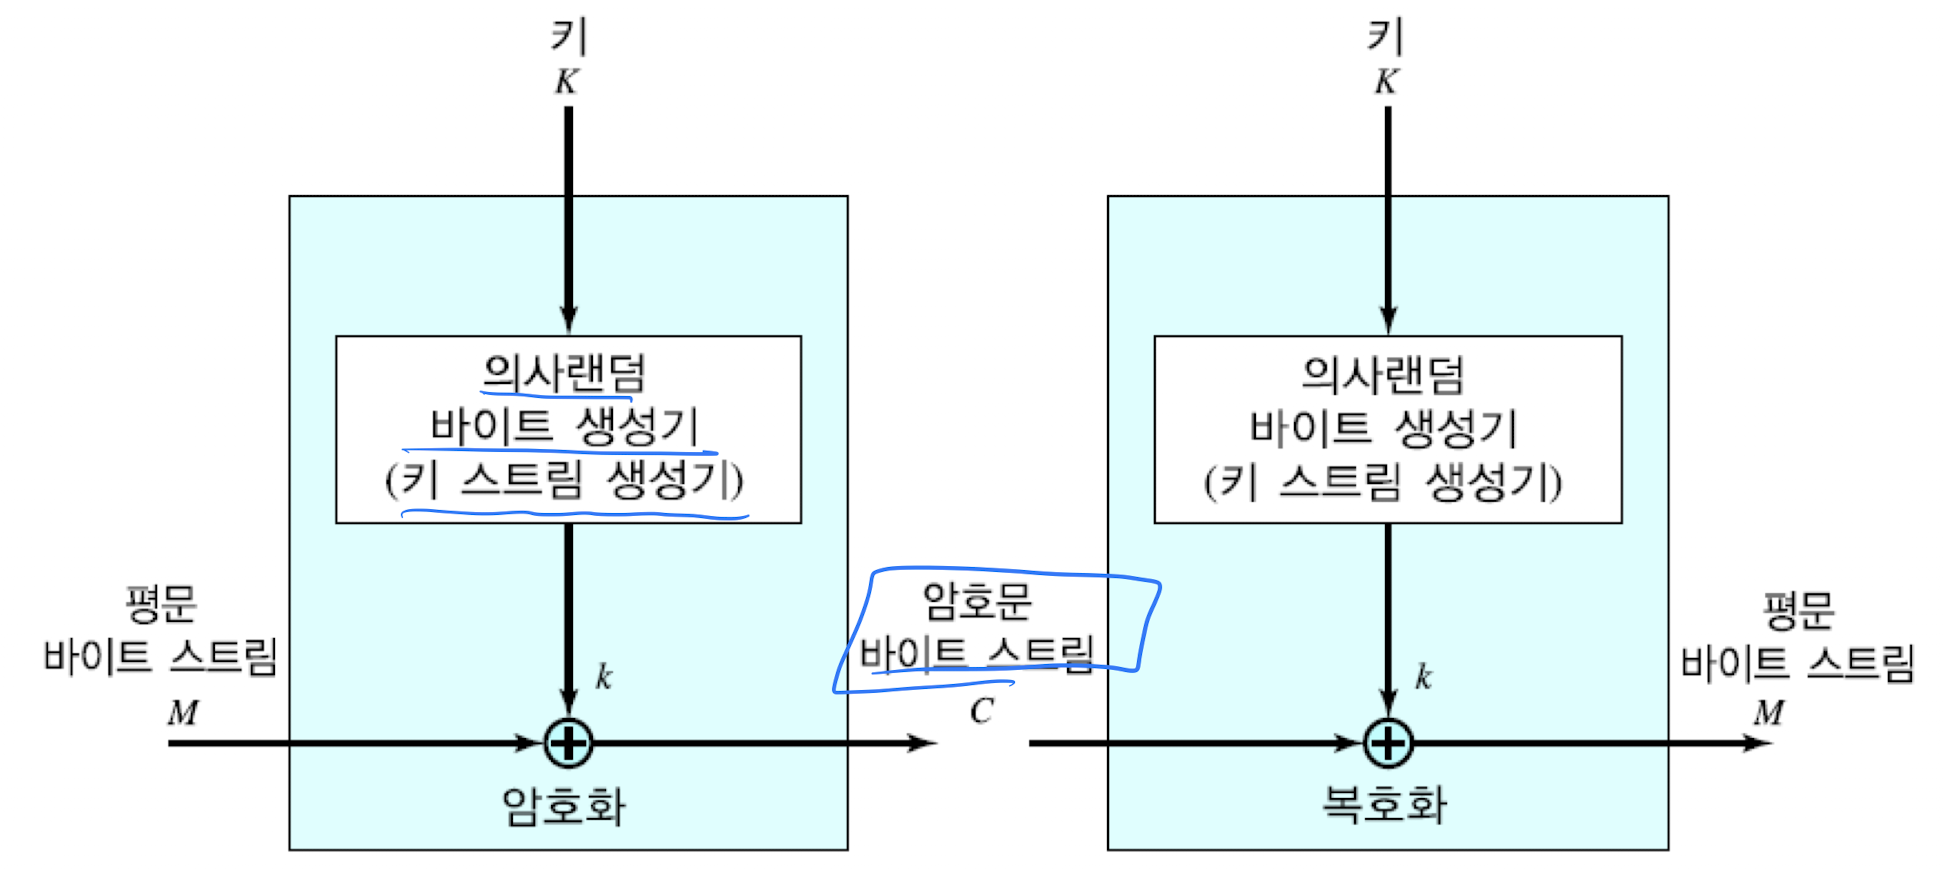 키
K
의사랜덤
바이트 생성기
(키 스트림 생성기)
평문
바이트 스트림
M
k
암호화
암호문
바이트 스트림
C
키
K
의사랜덤
바이트 생성기
(키 스트림 생성기)
k
복호화
평문
바이트 스트림
M